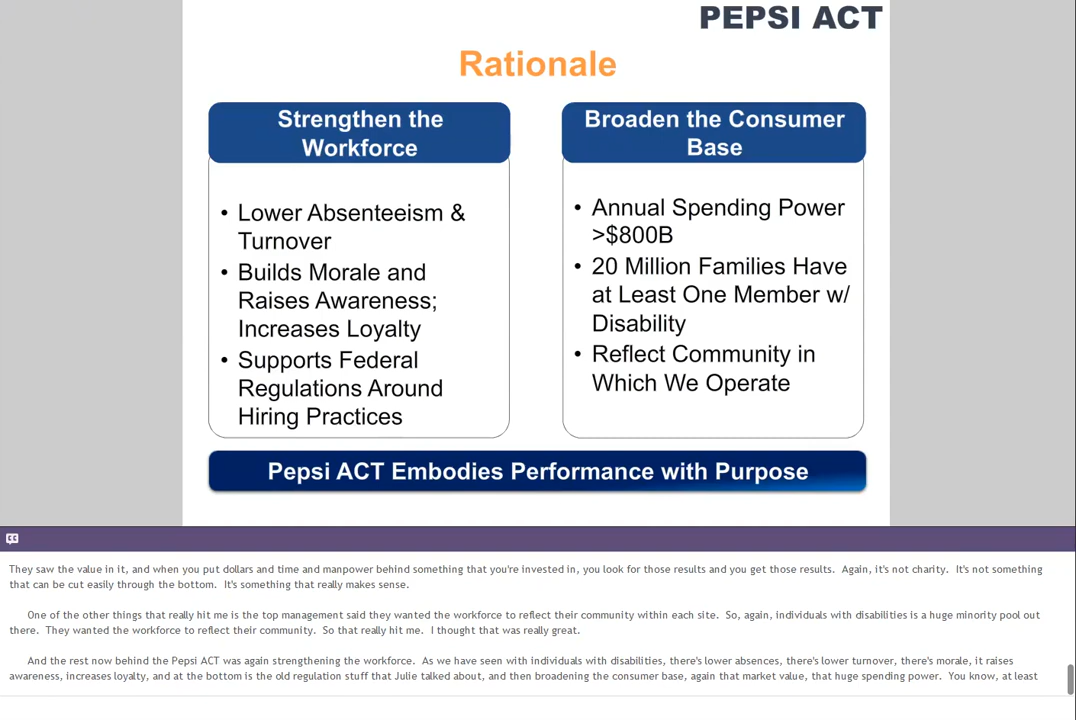 PEPSI ACT
Rationale
Strengthen the
Workforce
• Lower Absenteeism &
Turnover
• Builds Morale and
Raises Awareness;
Increases Loyalty
• Supports Federal
Regulations Around
Hiring Practices
Broaden the Consumer
Base
• Annual Spending Power
>$800B
• 20 Million Families Have
at Least One Member w/
Disability
• Reflect Community in
Which We Operate
Pepsi ACT Embodies Performance with Purpose
CC
They saw the value in it, and when you put dollars and time and manpower behind something that you're invested in, you look for those results and you get those results.  Again, it's not charity.  It's not something
that can be cut easily through the bottom.  It's something that really makes sense.
One of the other things that really hit me is the top management said they wanted the workforce to reflect their community within each site.  So, again, individuals with disabilities is a huge minority pool out
there.  They wanted the workforce to reflect their community.  So that really hit me.  I thought that was really great.
And the rest now behind the Pepsi ACT was again strengthening the workforce.  As we have seen with individuals with disabilities, there's lower absences, there's lower turnover, there's morale, it raises
awareness, increases loyalty, and at the bottom is the old regulation stuff that Julie talked about, and then broadening the consumer base, again that market value, that huge spending power.  You know, at least